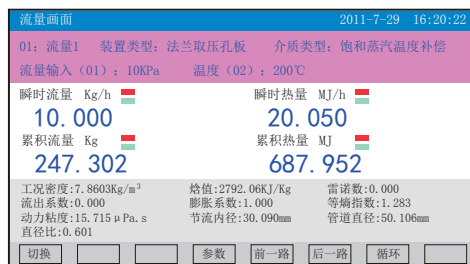 流量画面 2011-7-29 16:20:22
01: 流量1 装置类型: 法兰取压孔板 介质类型: 饱和蒸汽温度补偿
流量输入 (01): 10KPa 温度 (02): 200℃
瞬时流量 Kg/h 瞬时热量 MJ/h
10.000 20.050
累积流量 Kg 累积热量 MJ
247.302 687.952
工况密度:7.8603Kg/m³ 焓值:2792.06KJ/Kg 雷诺数:0.000
流出系数:0.000 膨胀系数:1.000 等熵指数:1.283
动力粘度:15.715μPa.s 节流内径:30.090mm 管道直径:50.106mm
直径比:0.601
切换 参数 前一路 后一路 循环